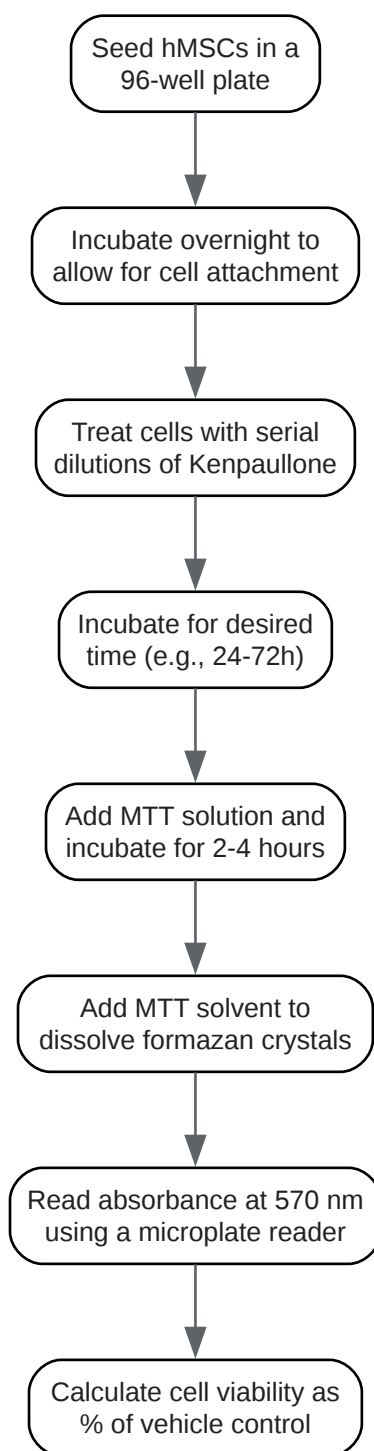 Seed hMSCs in a
96-well plate
Incubate overnight to
allow for cell attachment
Treat cells with serial
dilutions of Kenpaullone
Incubate for desired
time (e.g., 24-72h)
Add MTT solution and
incubate for 2-4 hours
Add MTT solvent to
dissolve formazan crystals
Read absorbance at 570 nm
using a microplate reader
Calculate cell viability as
% of vehicle control